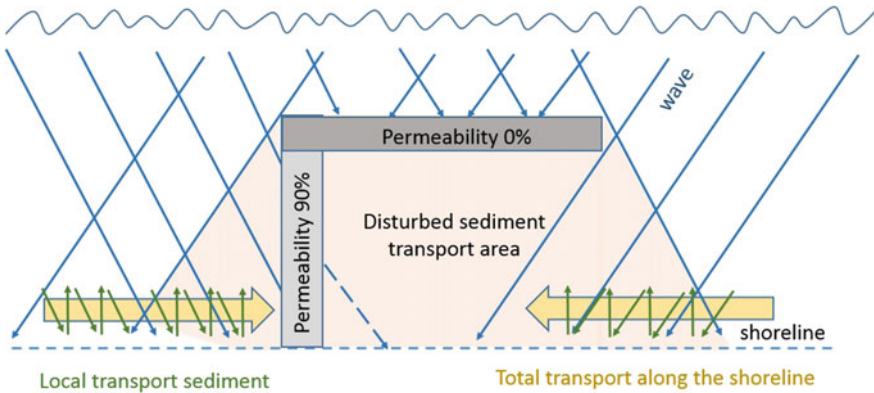 wave
Permeability 0%
Permeability 90%
Disturbed sediment
transport area
shoreline
Local transport sediment
Total transport along the shoreline